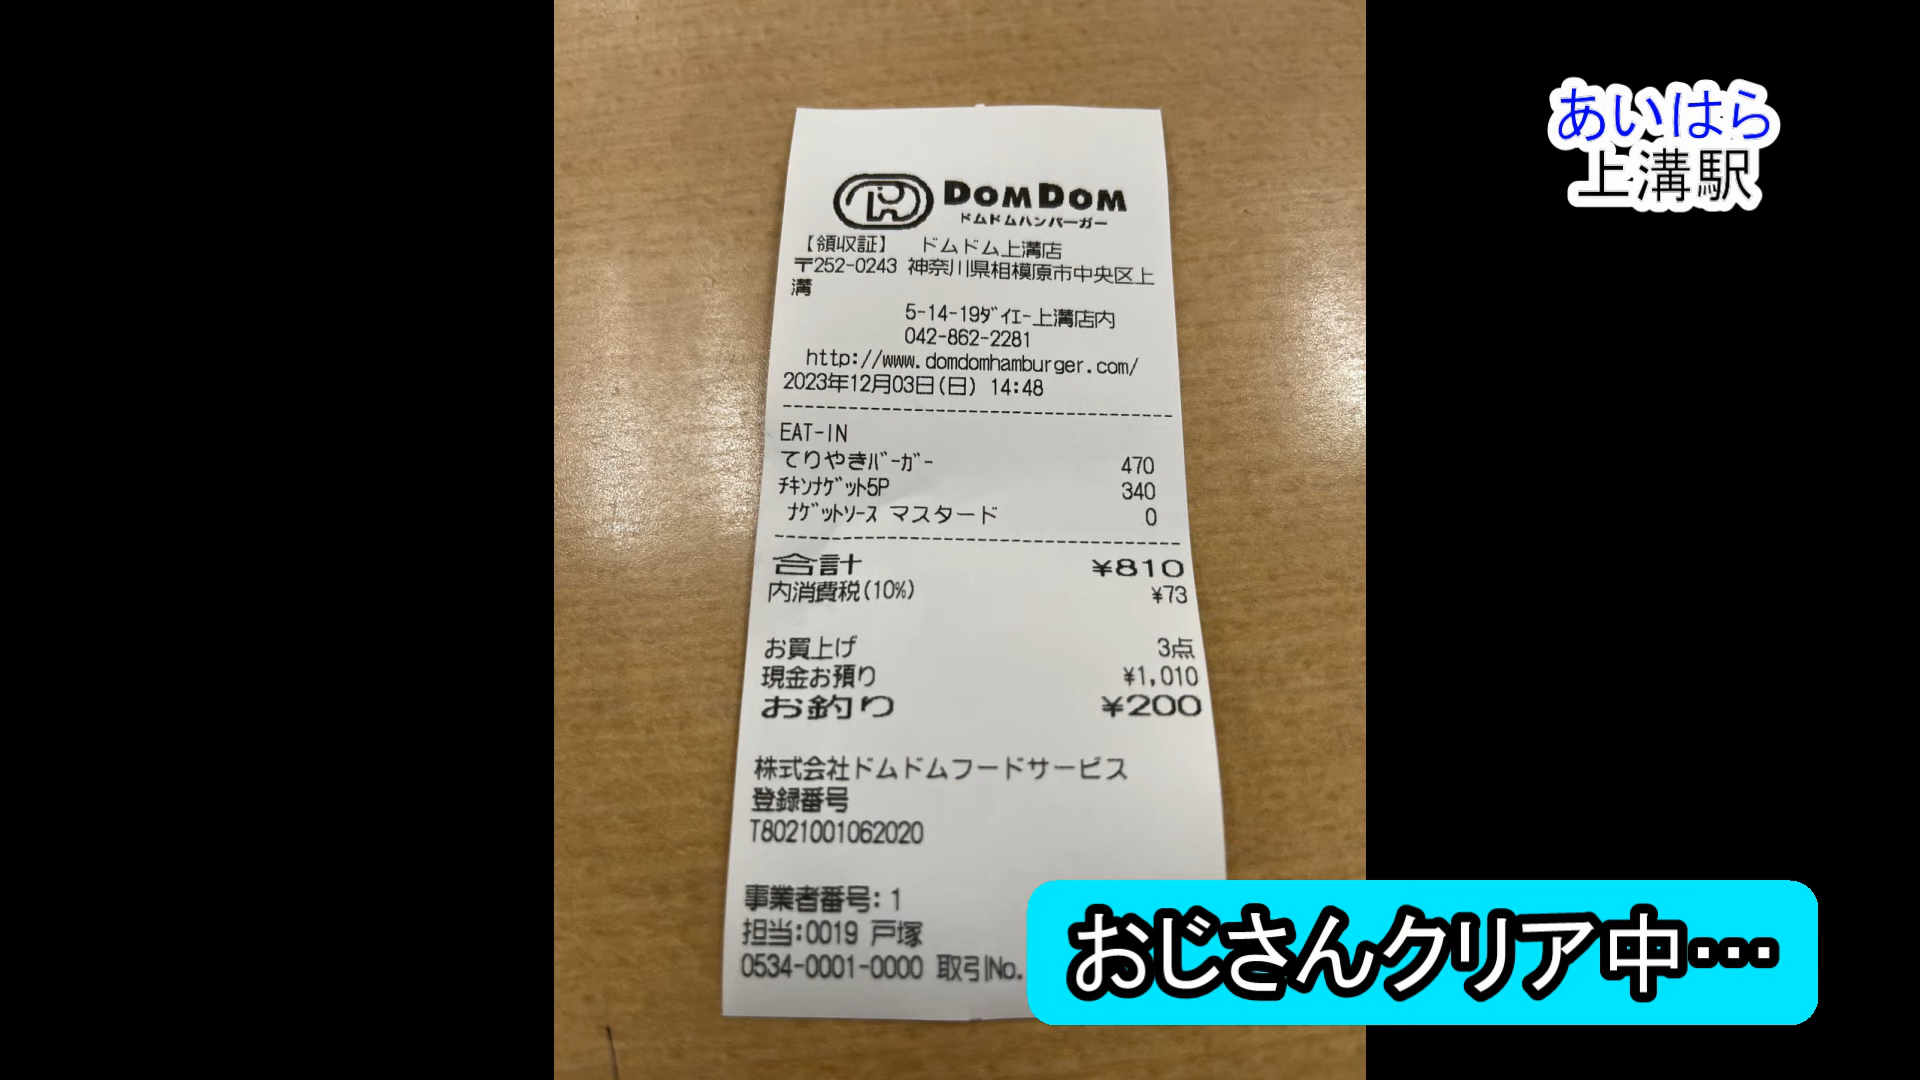 あいはら
上溝駅
DOMDOM
ドムドムハンバーガー
【領収証】 ドムドム上溝店
〒252-0243 神奈川県相模原市中央区上
溝
5-14-19ﾀﾞｲｴｰ上溝店内
042-862-2281
http://www.domdomhamburger.com/
2023年12月03日(日) 14:48
EAT-IN
てりやきﾊﾞｰｶﾞｰ 470
ﾁｷﾝﾅｹﾞｯﾄ5P 340
ﾅｹﾞｯﾄｿｰｽ マスタード 0
合計 ¥810
内消費税(10%) ¥73
お買上げ 3点
現金お預り ¥1,010
お釣り ¥200
株式会社ドムドムフードサービス
登録番号
T8021001062020
事業者番号:1
担当:0019 戸塚
0534-0001-0000 取引No.
おじさんクリア中…